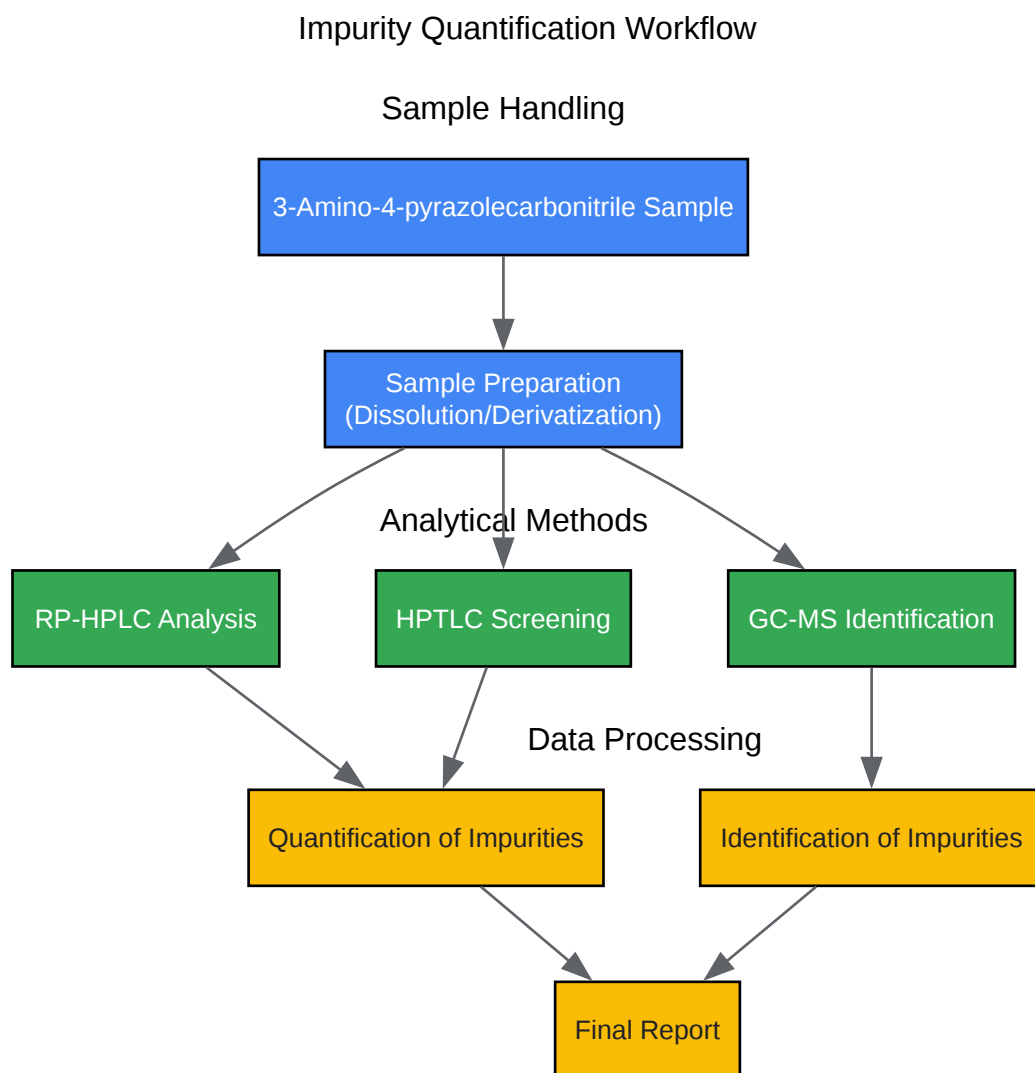 Impurity Quantification Workflow
Sample Handling
3-Amino-4-pyrazolecarbonitrile Sample
Sample Preparation
(Dissolution/Derivatization)
Analytical Methods
RP-HPLC Analysis
HPTLC Screening
GC-MS Identification
Data Processing
Quantification of Impurities
Identification of Impurities
Final Report